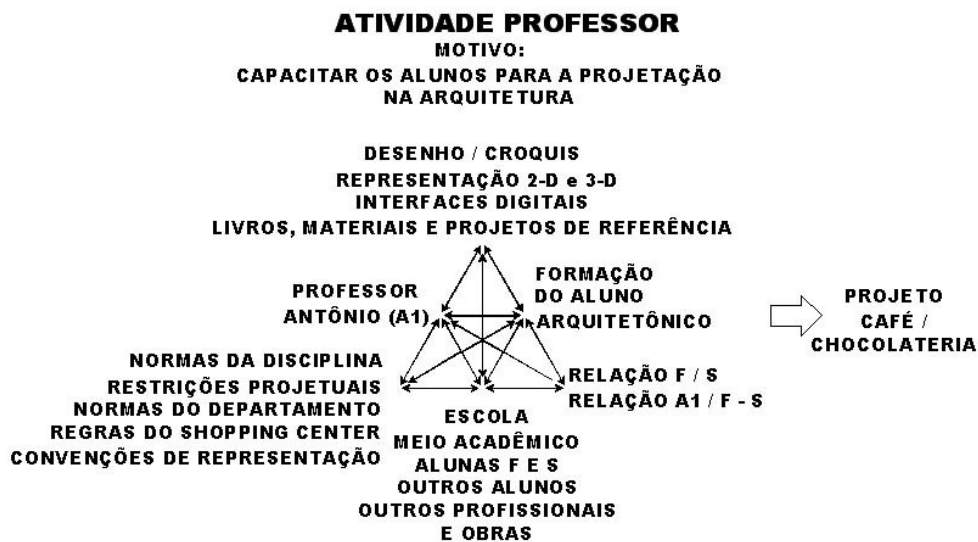 ATIVIDADE PROFESSOR
MOTIVO:
CAPACITAR OS ALUNOS PARA A PROJETAÇÃO
NA ARQUITETURA
DESENHO / CROQUIS
REPRESENTAÇÃO 2-D e 3-D
INTERFACES DIGITAIS
LIVROS, MATERIAIS E PROJETOS DE REFERÊNCIA
PROFESSOR
ANTÔNIO (A1)
FORMAÇÃO
DO ALUNO
ARQUITETÔNICO
PROJETO
CAFÉ /
CHOCOLATERIA
NORMAS DA DISCIPLINA
RESTRIÇÕES PROJETUAIS
NORMAS DO DEPARTAMENTO
REGRAS DO SHOPPING CENTER
CONVENÇÕES DE REPRESENTAÇÃO
RELAÇÃO F / S
RELAÇÃO A1 / F - S
ESCOLA
MEIO ACADÊMICO
ALUNAS F E S
OUTROS ALUNOS
OUTROS PROFISSIONAIS
E OBRAS